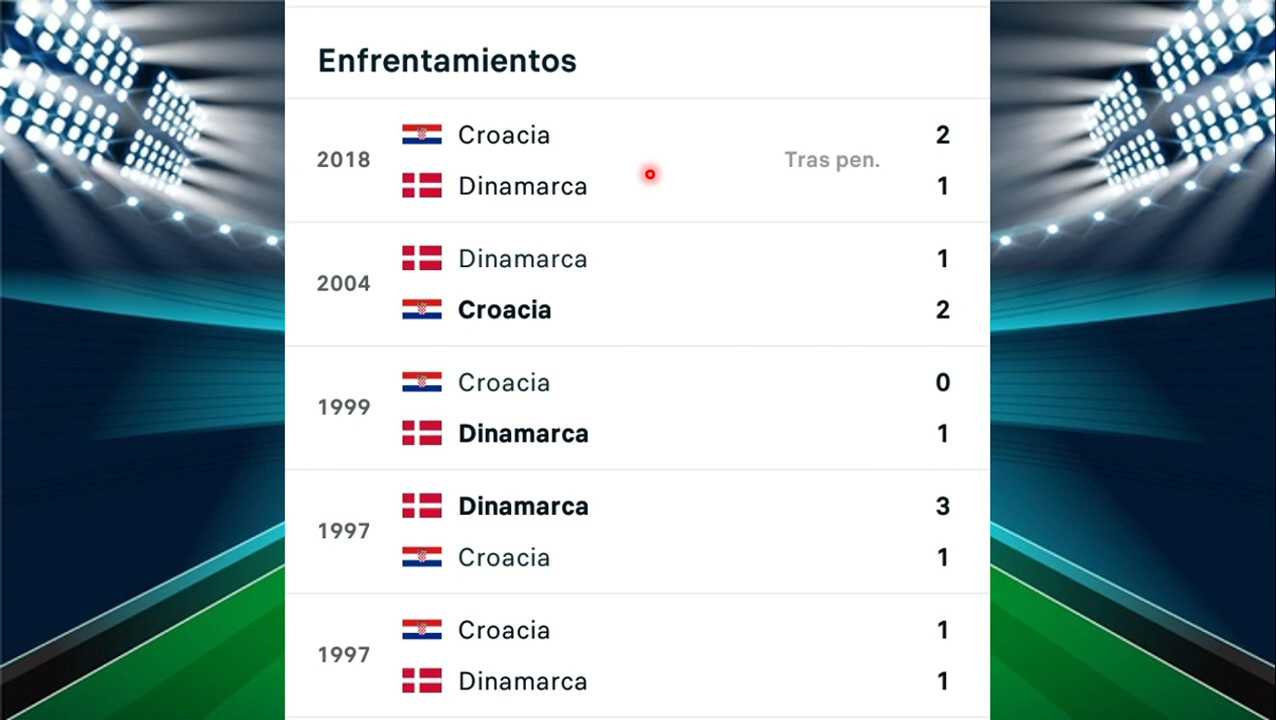 Enfrentamientos
2018
Croacia
2
Tras pen.
Dinamarca
1
2004
Dinamarca
1
Croacia
2
1999
Croacia
0
Dinamarca
1
1997
Dinamarca
3
Croacia
1
1997
Croacia
1
Dinamarca
1